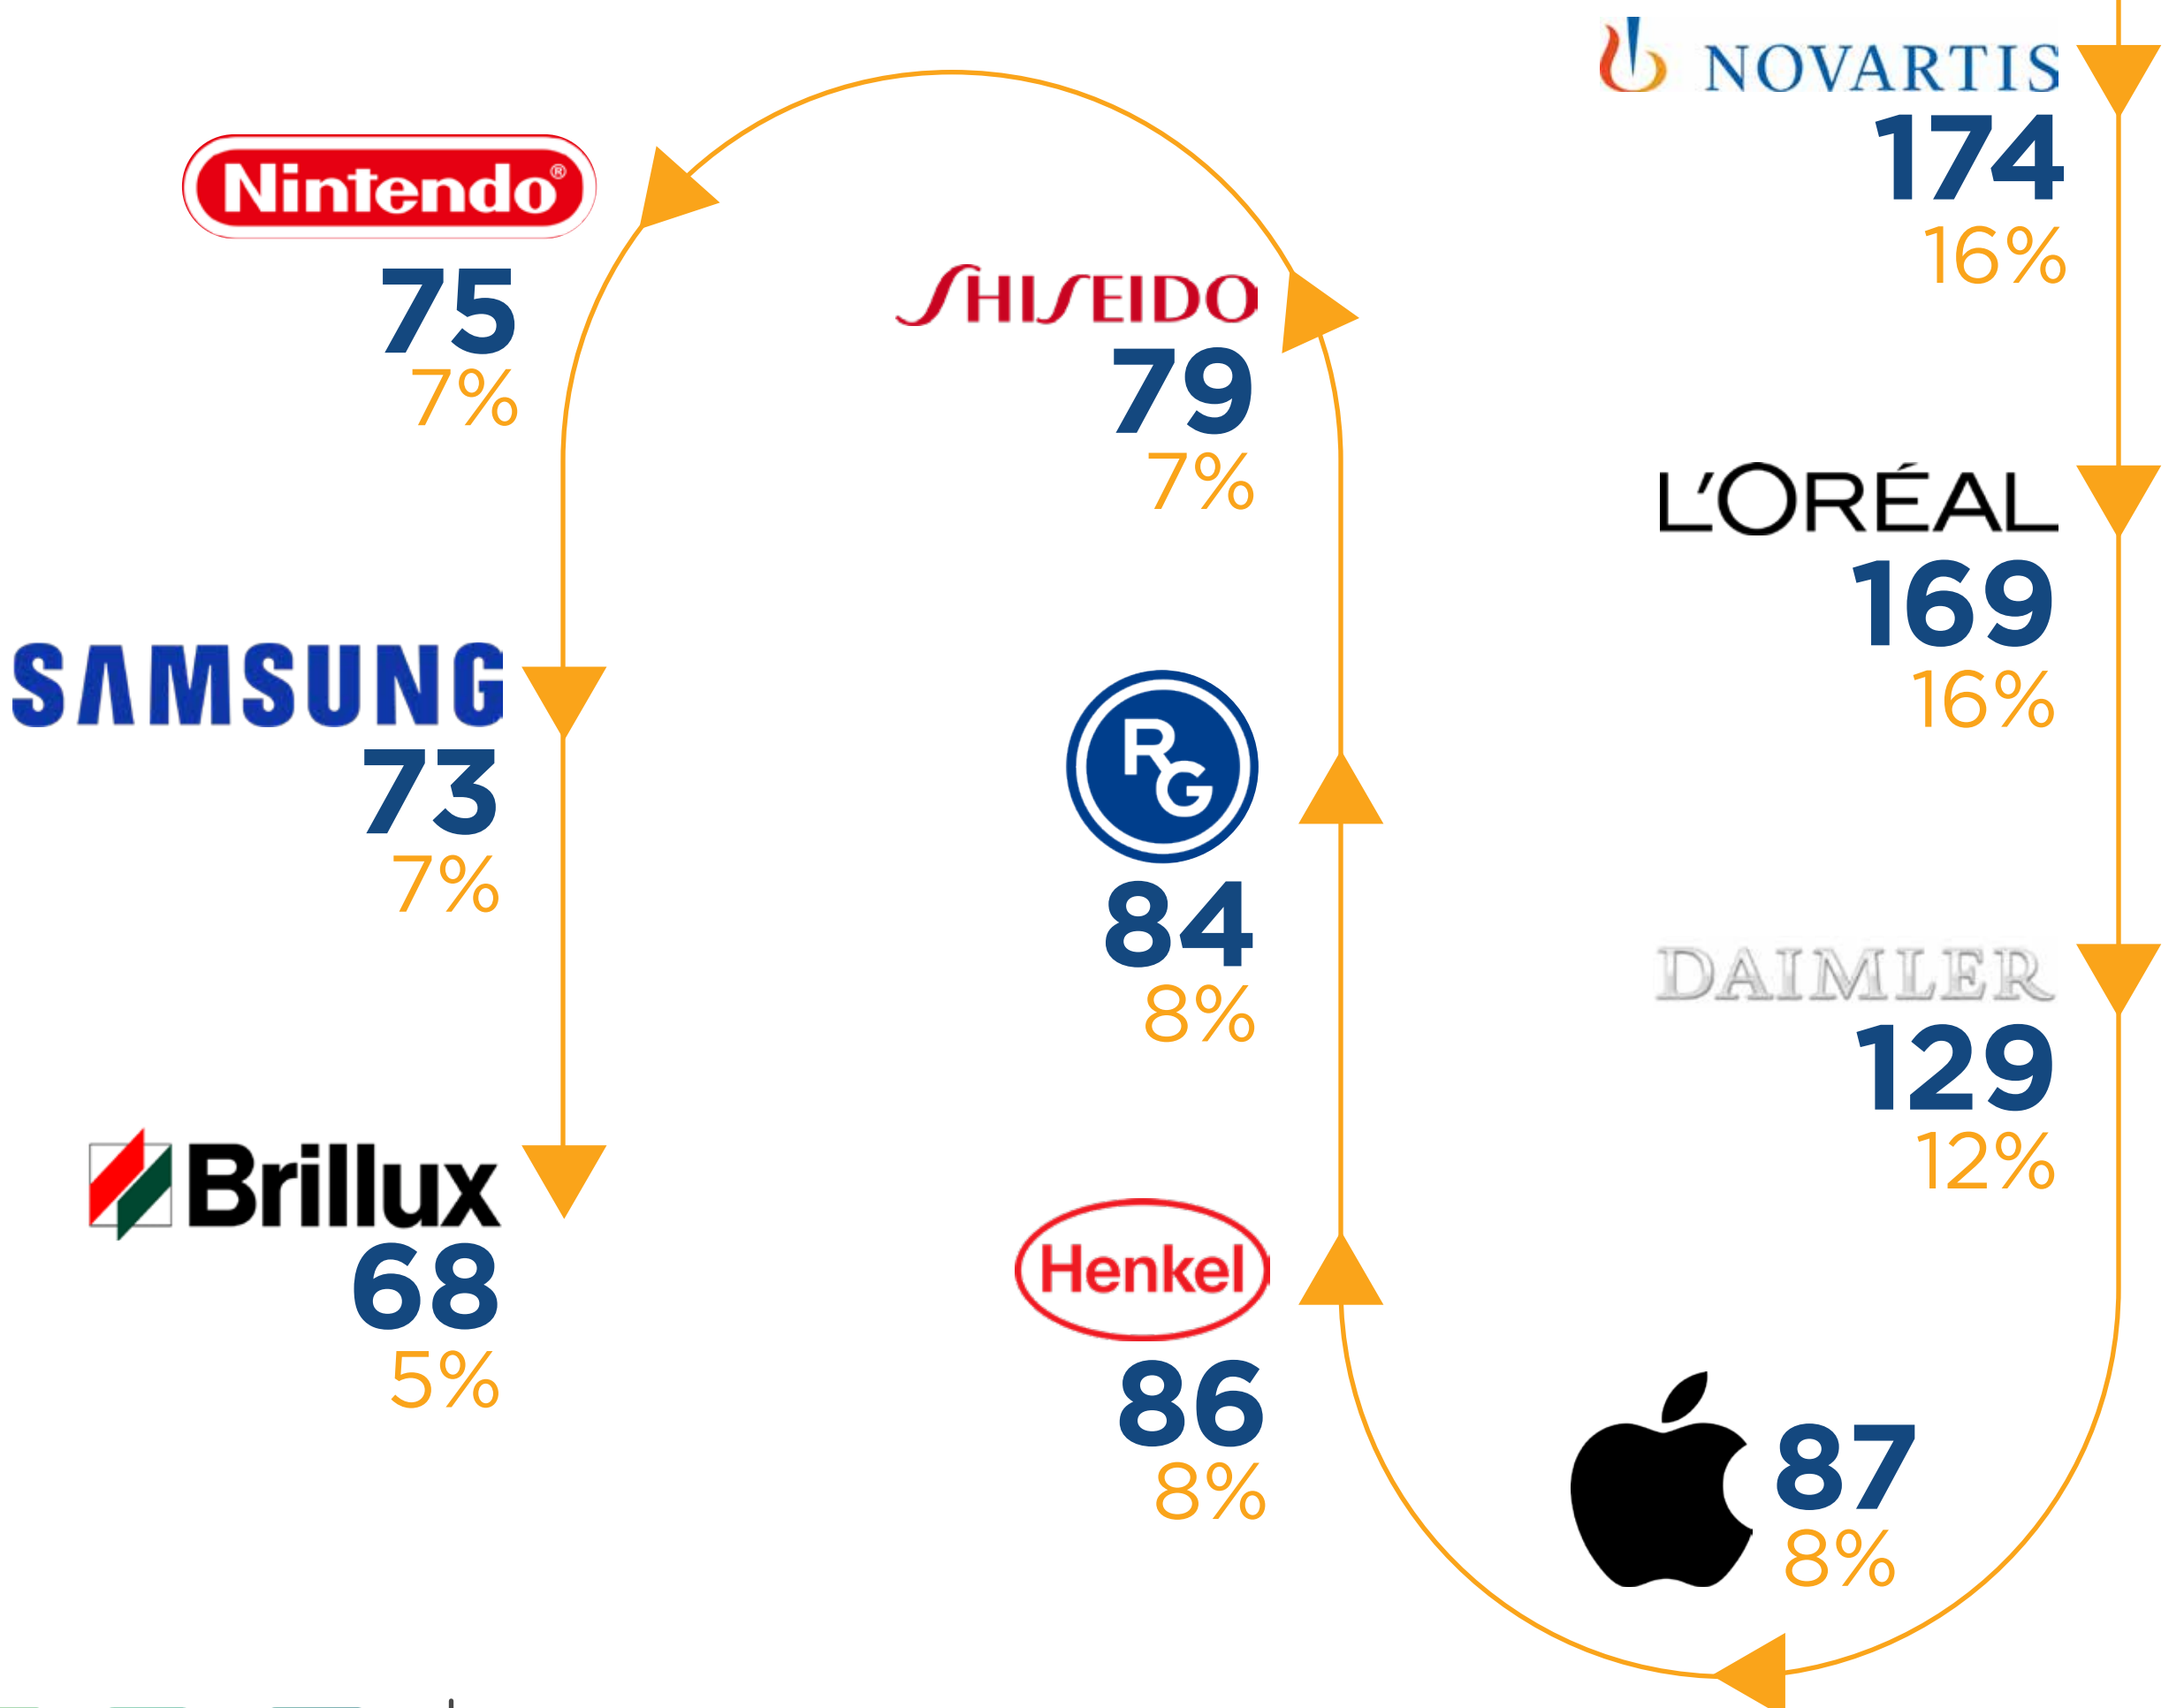 NOVARTIS
174
16%
L'ORÉAL
169
16%
DAIMLER
129
12%
87
8%
Henkel
86
8%
RG
84
8%
SHISEIDO
79
7%
Nintendo®
75
7%
SAMSUNG
73
7%
Brillux
68
5%